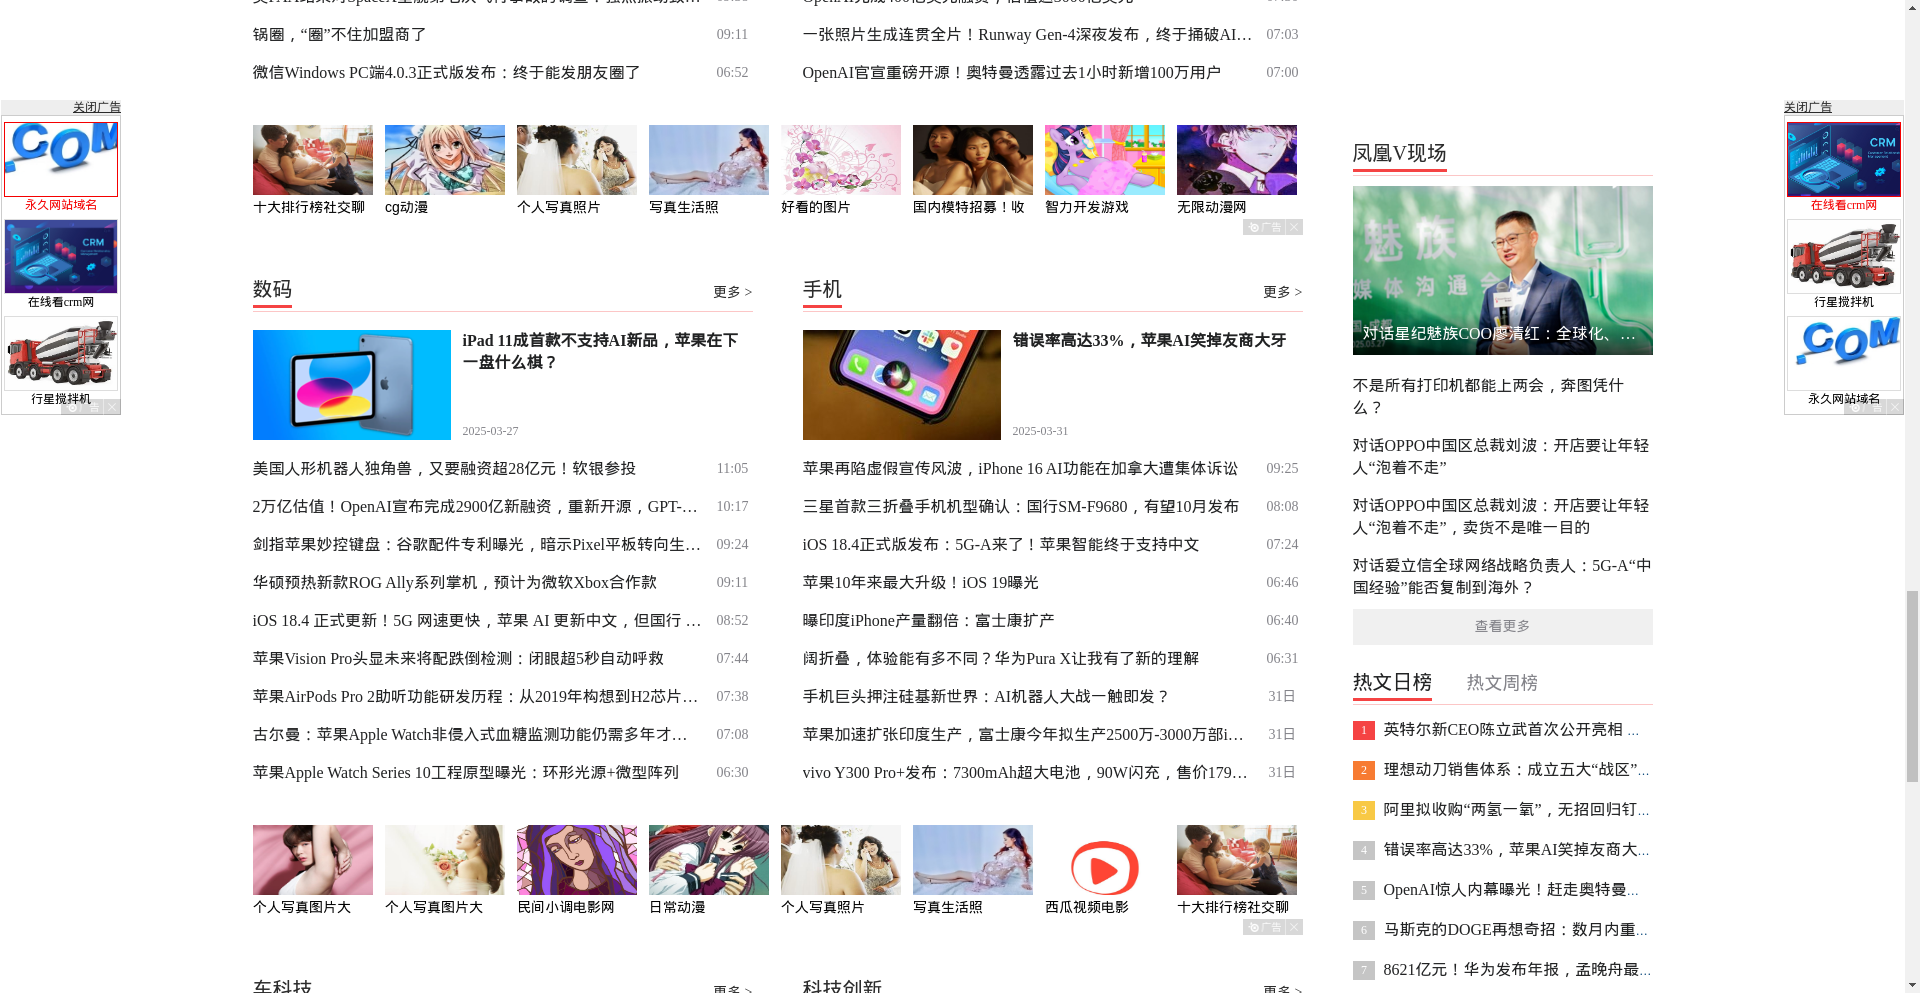 锅圈，“圈”不住加盟商了 09:11
微信Windows PC端4.0.3正式版发布：终于能发朋友圈了 06:52
一张照片生成连贯全片！Runway Gen-4深夜发布，终于捅破AI… 07:03
OpenAI官宣重磅开源！奥特曼透露过去1小时新增100万用户 07:00
关闭广告
永久网站域名
在线看crm网
行星搅拌机
广告
十大排行榜社交聊
cg动漫
个人写真照片
写真生活照
好看的图片
国内模特招募！收
智力开发游戏
无限动漫网
广告
数码
更多 >
iPad 11成首款不支持AI新品，苹果在下
一盘什么棋？
2025-03-27
美国人形机器人独角兽，又要融资超28亿元！软银参投 11:05
2万亿估值！OpenAI宣布完成2900亿新融资，重新开源，GPT-… 10:17
剑指苹果妙控键盘：谷歌配件专利曝光，暗示Pixel平板转向生… 09:24
华硕预热新款ROG Ally系列掌机，预计为微软Xbox合作款 09:11
iOS 18.4 正式更新！5G 网速更快，苹果 AI 更新中文，但国行 … 08:52
苹果Vision Pro头显未来将配跌倒检测：闭眼超5秒自动呼救 07:44
苹果AirPods Pro 2助听功能研发历程：从2019年构想到H2芯片… 07:38
古尔曼：苹果Apple Watch非侵入式血糖监测功能仍需多年才… 07:08
苹果Apple Watch Series 10工程原型曝光：环形光源+微型阵列 06:30
手机
更多 >
错误率高达33%，苹果AI笑掉友商大牙
2025-03-31
苹果再陷虚假宣传风波，iPhone 16 AI功能在加拿大遭集体诉讼 09:25
三星首款三折叠手机机型确认：国行SM-F9680，有望10月发布 08:08
iOS 18.4正式版发布：5G-A来了！苹果智能终于支持中文 07:24
苹果10年来最大升级！iOS 19曝光 06:46
曝印度iPhone产量翻倍：富士康扩产 06:40
阔折叠，体验能有多不同？华为Pura X让我有了新的理解 06:31
手机巨头押注硅基新世界：AI机器人大战一触即发？ 31日
苹果加速扩张印度生产，富士康今年拟生产2500万-3000万部i… 31日
vivo Y300 Pro+发布：7300mAh超大电池，90W闪充，售价179… 31日
个人写真图片大
个人写真图片大
民间小调电影网
日常动漫
个人写真照片
写真生活照
西瓜视频电影
十大排行榜社交聊
广告
车科技
更多 >
科技创新
更多 >
凤凰V现场
魅族
媒体沟通会
对话星纪魅族COO廖清红：全球化、…
不是所有打印机都能上两会，奔图凭什
么？
对话OPPO中国区总裁刘波：开店要让年轻
人“泡着不走”
对话OPPO中国区总裁刘波：开店要让年轻
人“泡着不走”，卖货不是唯一目的
对话爱立信全球网络战略负责人：5G-A“中
国经验”能否复制到海外？
查看更多
热文日榜 热文周榜
1 英特尔新CEO陈立武首次公开亮相 …
2 理想动刀销售体系：成立五大“战区”…
3 阿里拟收购“两氢一氧”，无招回归钉…
4 错误率高达33%，苹果AI笑掉友商大…
5 OpenAI惊人内幕曝光！赶走奥特曼…
6 马斯克的DOGE再想奇招：数月内重…
7 8621亿元！华为发布年报，孟晚舟最…
关闭广告
CRM
在线看crm网
行星搅拌机
COM
永久网站域名
广告